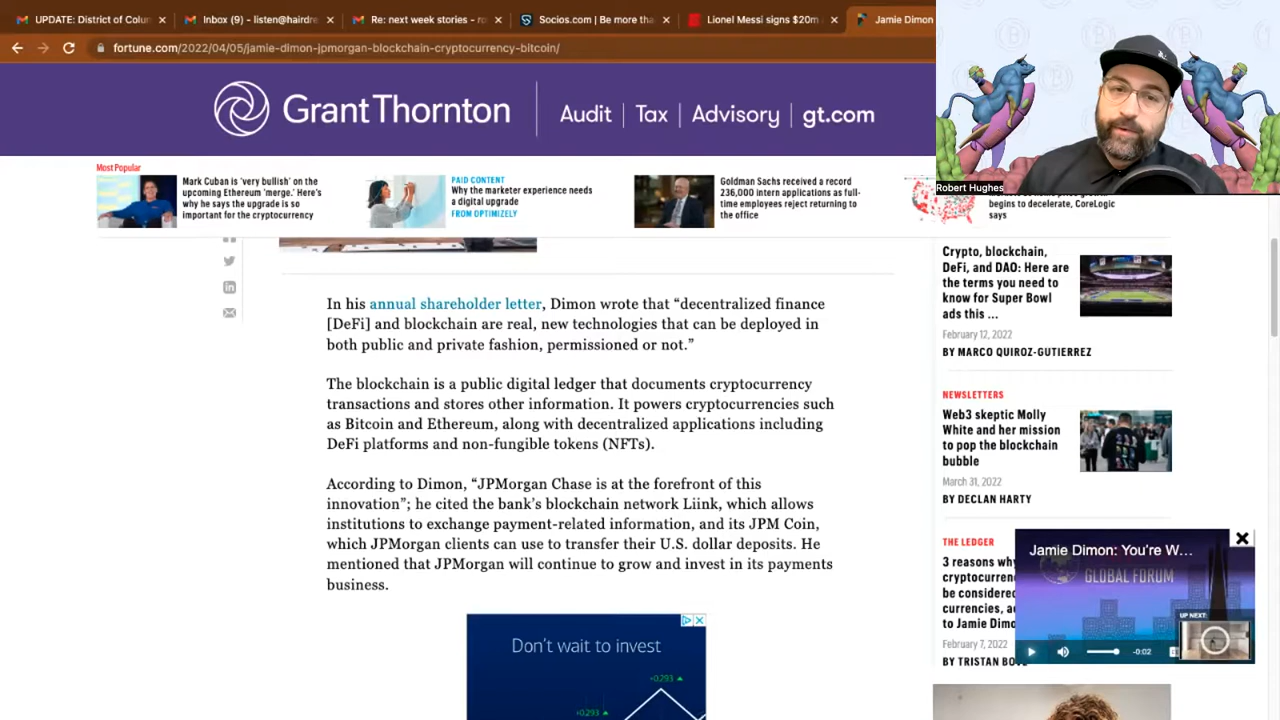 UPDATE: District of Colum
Inbox (9) - listen@hairdre
Re: next week stories - ro
Socios.com | Be more tha
Lionel Messi signs $20m
Jamie Dimon
fortune.com/2022/04/05/jamie-dimon-jpmorgan-blockchain-cryptocurrency-bitcoin/
GrantThornton
Audit | Tax | Advisory | gt.com
Robert Hughes
Most Popular
Mark Cuban is 'very bullish' on the
upcoming Ethereum 'merge.' Here's
why he says the upgrade is so
important for the cryptocurrency
PAID CONTENT
Why the marketer experience needs
a digital upgrade
FROM OPTIMIZELY
Goldman Sachs received a record
236,000 intern applications as full-
time employees reject returning to
the office
begins to decelerate, CoreLogic
says
In his annual shareholder letter, Dimon wrote that “decentralized finance
[DeFi] and blockchain are real, new technologies that can be deployed in
both public and private fashion, permissioned or not.”
The blockchain is a public digital ledger that documents cryptocurrency
transactions and stores other information. It powers cryptocurrencies such
as Bitcoin and Ethereum, along with decentralized applications including
DeFi platforms and non-fungible tokens (NFTs).
According to Dimon, “JPMorgan Chase is at the forefront of this
innovation”; he cited the bank's blockchain network Liink, which allows
institutions to exchange payment-related information, and its JPM Coin,
which JPMorgan clients can use to transfer their U.S. dollar deposits. He
mentioned that JPMorgan will continue to grow and invest in its payments
business.
Don't wait to invest
+0.293
+0.293
Crypto, blockchain,
DeFi, and DAO: Here are
the terms you need to
know for Super Bowl
ads this ...
February 12, 2022
BY MARCO QUIROZ-GUTIERREZ
NEWSLETTERS
Web3 skeptic Molly
White and her mission
to pop the blockchain
bubble
March 31, 2022
BY DECLAN HARTY
THE LEDGER
3 reasons why
cryptocurrenc
be considered
currencies, ac
to Jamie Dimo
February 7, 2022
BY TRISTAN BO
Jamie Dimon: You're W...
GLOBAL FORUM
UP NEXT:
-0:02